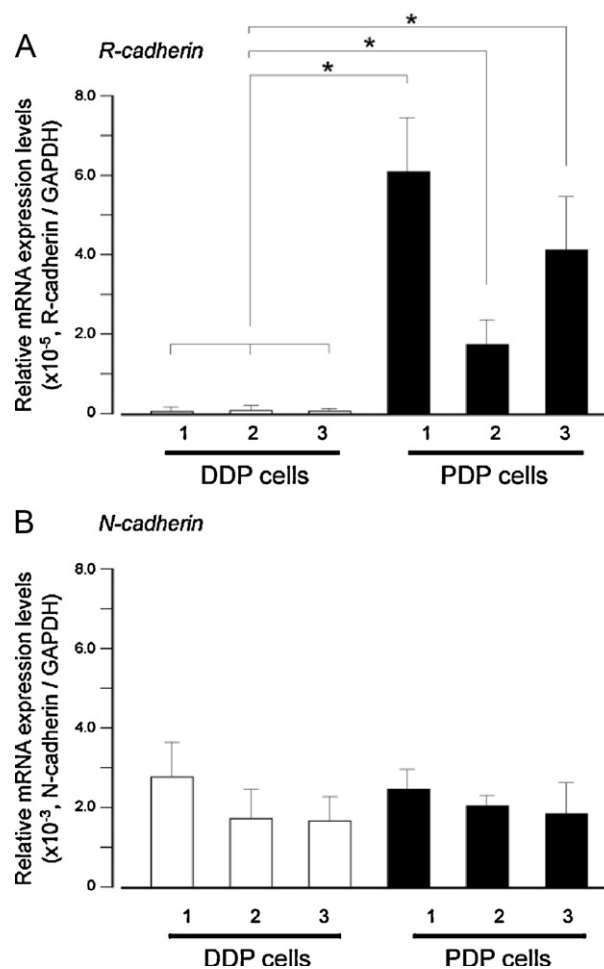 A
R-cadherin
*
*
*
Relative mRNA expression levels
(x10-5, R-cadherin / GAPDH)
8.0
6.0
4.0
2.0
0
1 2 3 1 2 3
DDP cells PDP cells
B
N-cadherin
Relative mRNA expression levels
(x10-3, N-cadherin / GAPDH)
8.0
6.0
4.0
2.0
0
1 2 3 1 2 3
DDP cells PDP cells